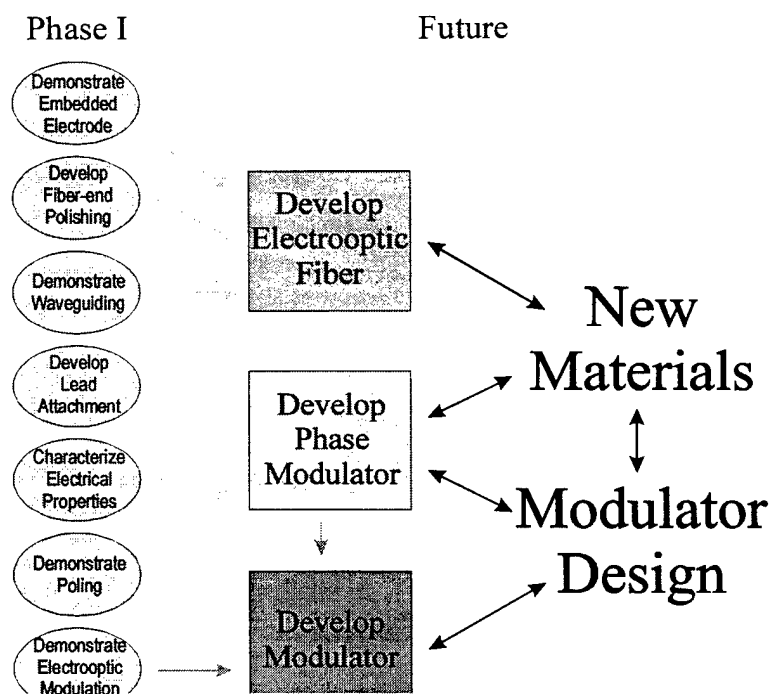 Phase I
Future
Demonstrate
Embedded
Electrode
Develop
Fiber-end
Polishing
Demonstrate
Waveguiding
Develop
Lead
Attachment
Characterize
Electrical
Properties
Demonstrate
Poling
Demonstrate
Electrooptic
Modulation
Develop
Electrooptic
Fiber
Develop
Phase
Modulator
Develop
Modulator
New
Materials
Modulator
Design